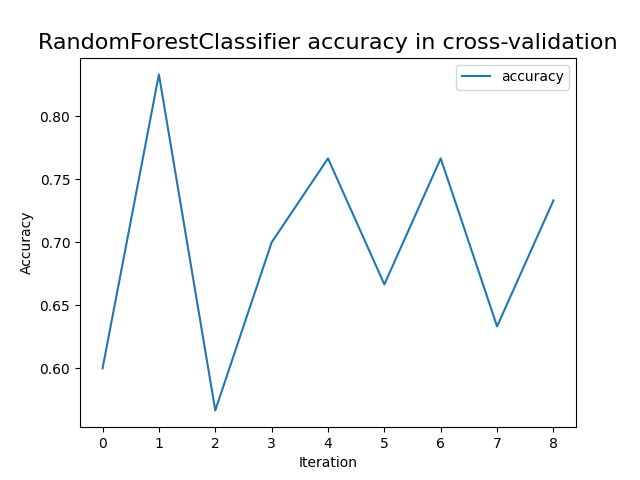 RandomForestClassifier accuracy in cross-validation
accuracy
0.80
0.75
0.70
0.65
0.60
Accuracy
0 1 2 3 4 5 6 7 8
Iteration